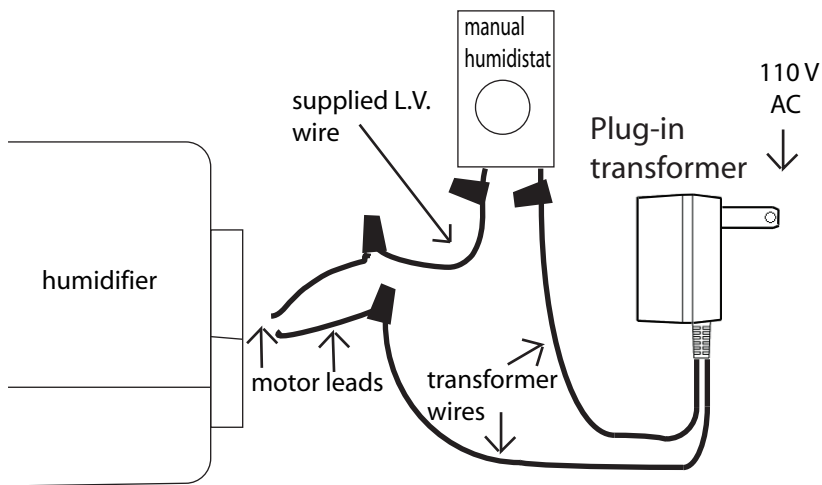 manual
humidistat
110 V
AC
supplied L.V.
wire
Plug-in
transformer
humidifier
motor leads
transformer
wires